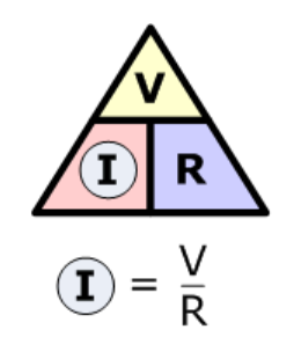 V
I R
I = V/R